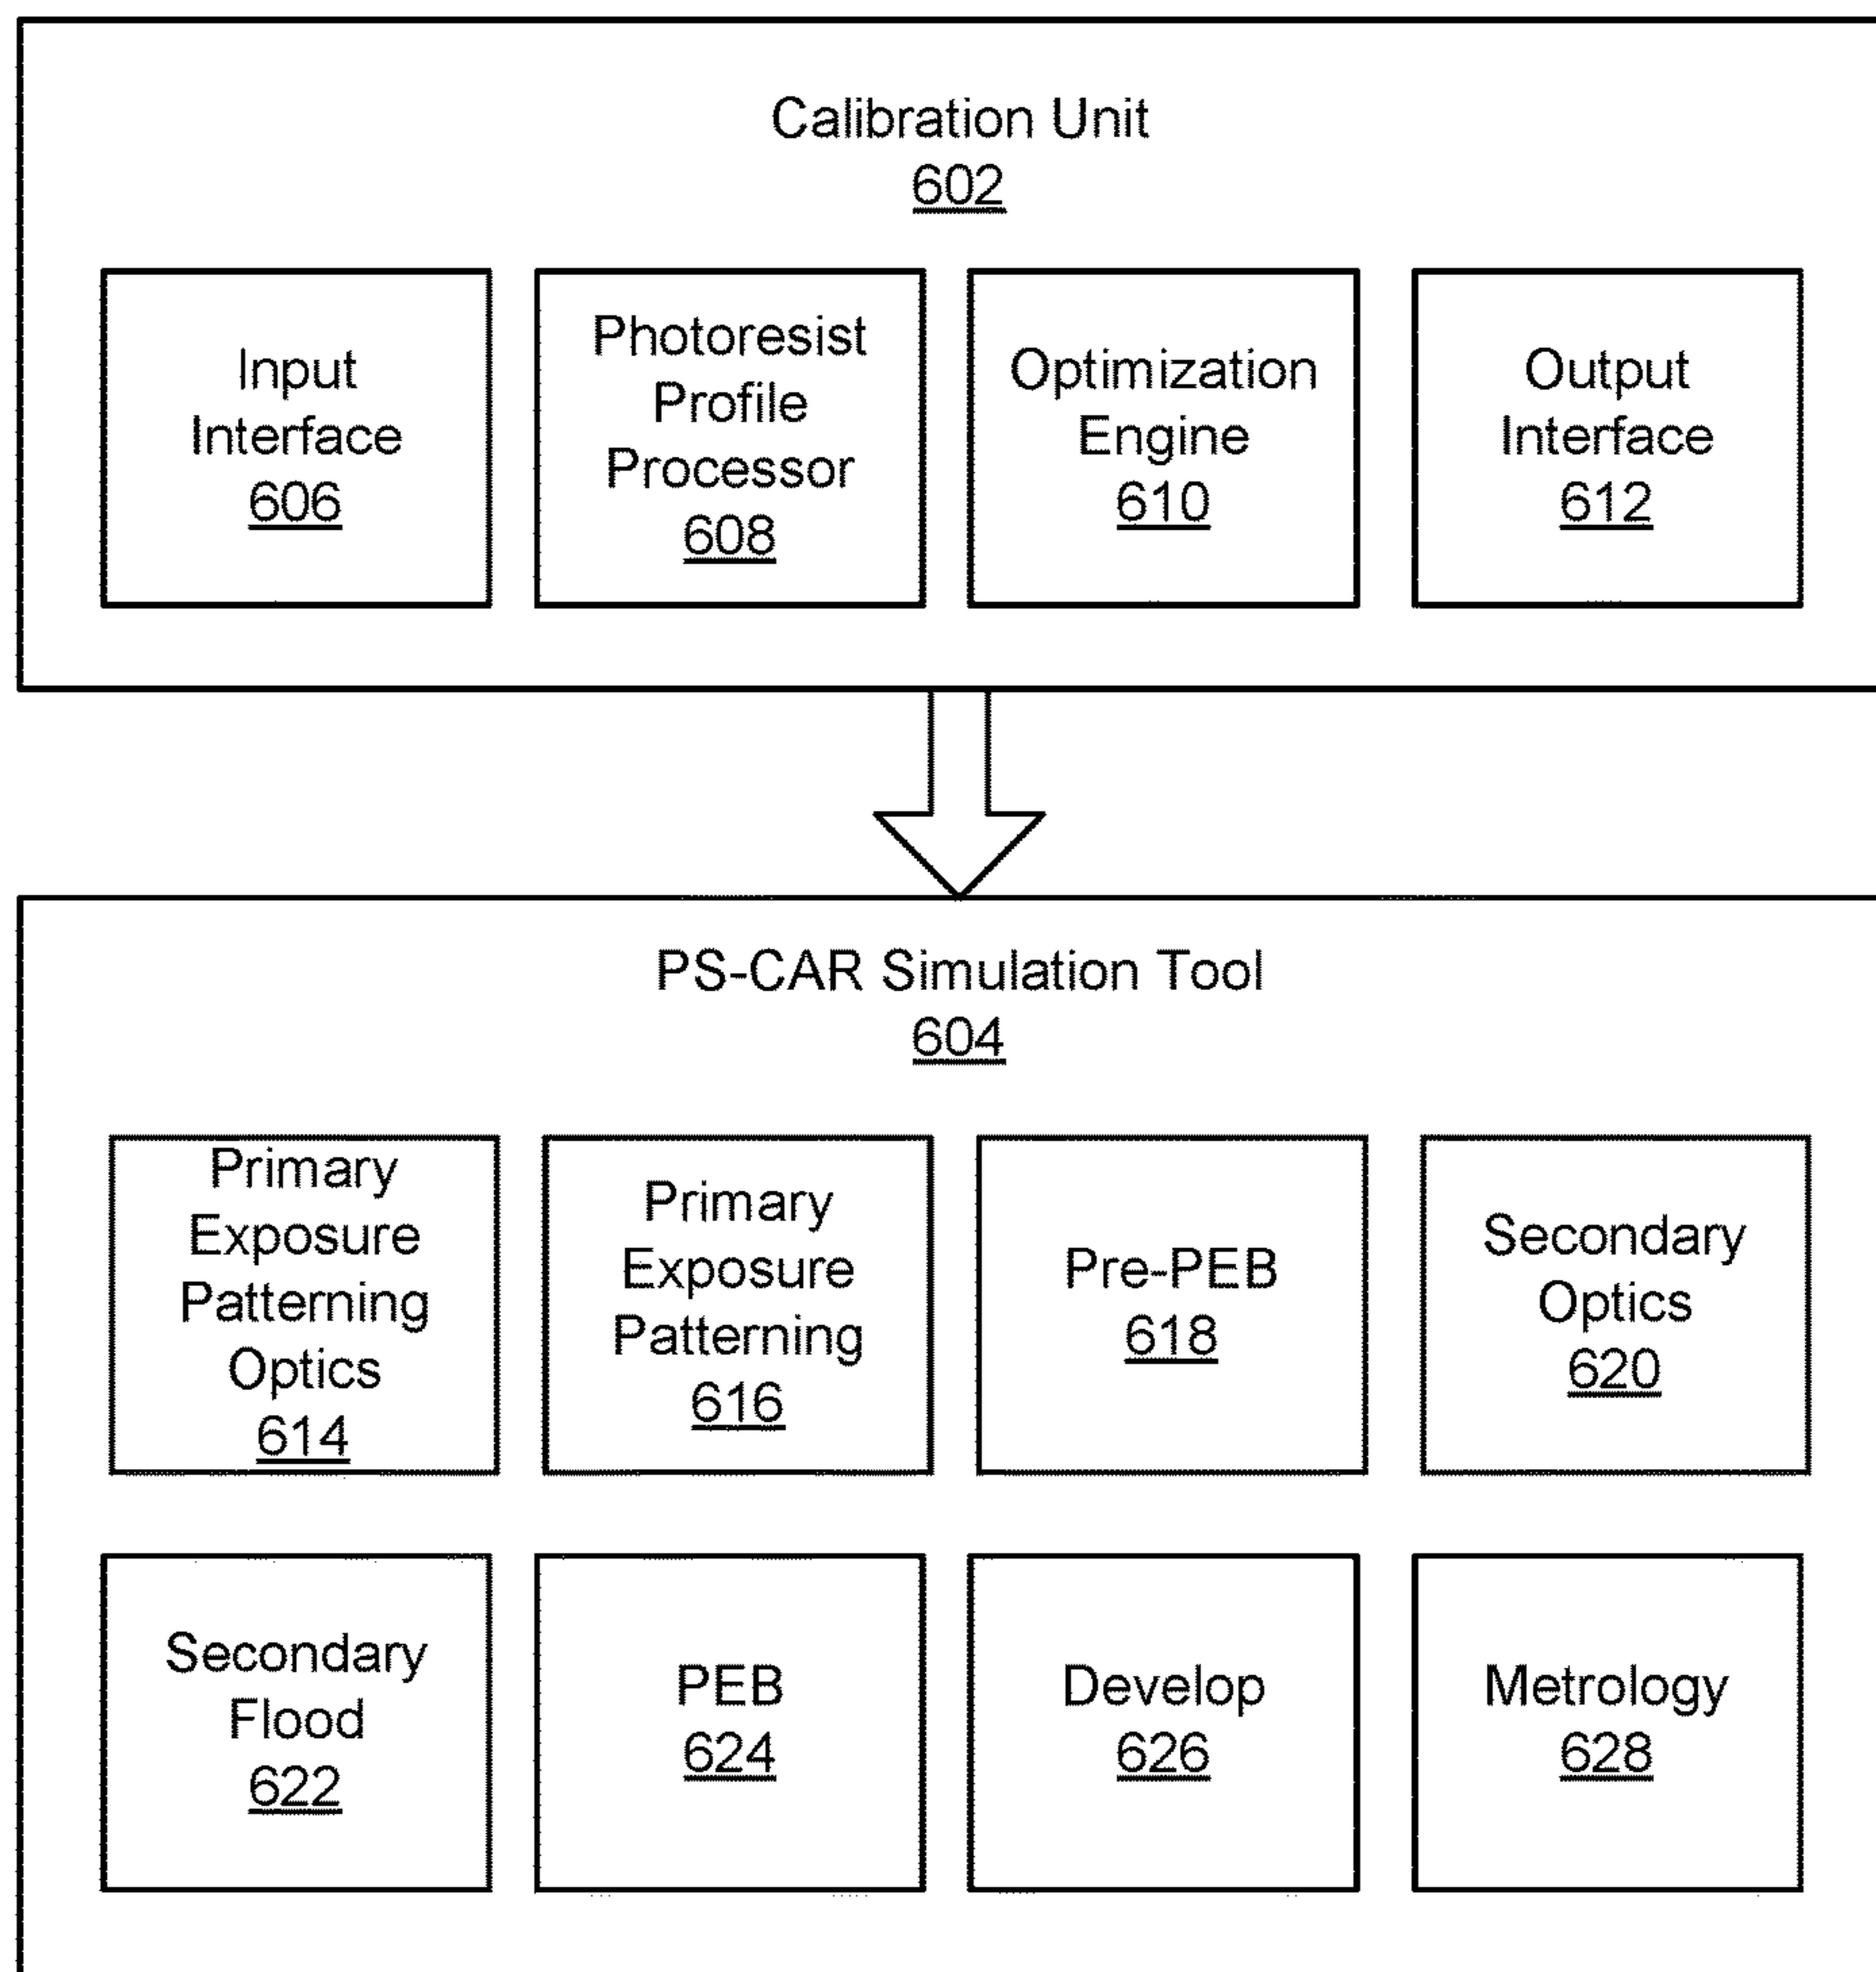 Calibration Unit
602
Input
Interface
606
Photoresist
Profile
Processor
608
Optimization
Engine
610
Output
Interface
612
PS-CAR Simulation Tool
604
Primary
Exposure
Patterning
Optics
614
Primary
Exposure
Patterning
616
Pre-PEB
618
Secondary
Optics
620
Secondary
Flood
622
PEB
624
Develop
626
Metrology
628